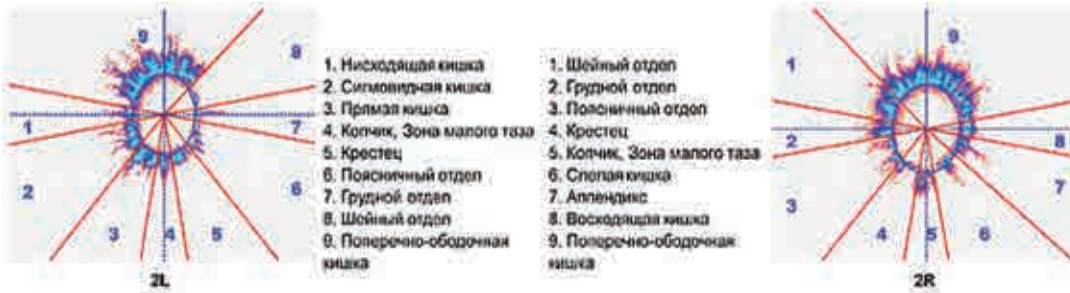 9
8
1
7
2
6
3
4
5
2L
1. Нисходящая кишка
2. Сигмовидная кишка
3. Прямая кишка
4. Копчик, Зона малого таза
5. Крестец
6. Поясничный отдел
7. Грудной отдел
8. Шейный отдел
9. Поперечно-ободочная
кишка
1. Шейный отдел
2. Грудной отдел
3. Поясничный отдел
4. Крестец
5. Копчик, Зона малого таза
6. Слепая кишка
7. Аппендикс
8. Восходящая кишка
9. Поперечно-ободочная
кишка
9
1
2
8
3
7
4
5
6
2R